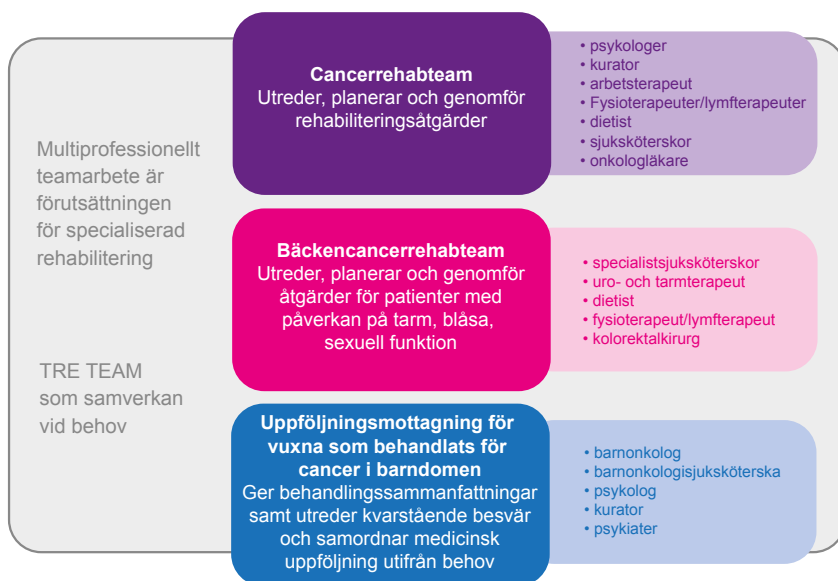 Multiprofessionellt
teamarbete är
förutsättningen
för specialiserad
rehabilitering
TRE TEAM
som samverkan
vid behov
Cancerrehabteam
Utreder, planerar och genomför
rehabiliteringsåtgärder
• psykologer
• kurator
• arbetsterapeut
• Fysioterapeuter/lymfterapeuter
• dietist
• sjuksköterskor
• onkologläkare
Bäckencancerrehabteam
Utreder, planerar och genomför
åtgärder för patienter med
påverkan på tarm, blåsa,
sexuell funktion
• specialistsjuksköterskor
• uro- och tarmterapeut
• dietist
• fysioterapeut/lymfterapeut
• kolorektalkirurg
Uppföljningsmottagning för
vuxna som behandlats för
cancer i barndomen
Ger behandlingssammanfattningar
samt utreder kvarstående besvär
och samordnar medicinsk
uppföljning utifrån behov
• barnonkolog
• barnonkologisjuksköterska
• psykolog
• kurator
• psykiater